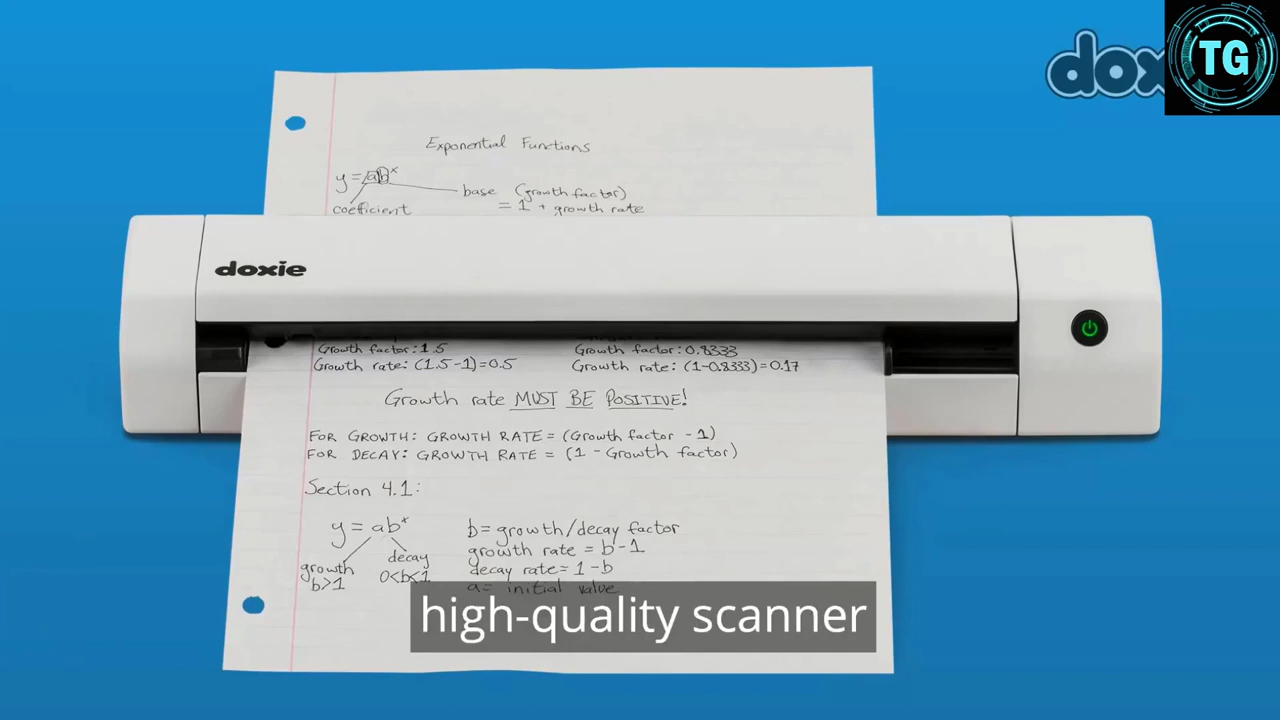 dox
TG
Exponential Functions
y = ab^x
base (growth factor)
= 1 + growth rate
coefficient
doxie
Growth factor: 1.5
Growth factor: 0.8333
Growth rate: (1.5-1)=0.5
Growth rate: (1-0.8333)=0.17
Growth rate MUST BE POSITIVE!
FOR GROWTH: GROWTH RATE = (Growth factor - 1)
FOR DECAY: GROWTH RATE = (1 - Growth factor)
Section 4.1:
y = ab^x
b = growth/decay factor
growth rate = b - 1
decay
growth
decay rate = 1 - b
0<b<1
b>1
a = initial value
high-quality scanner